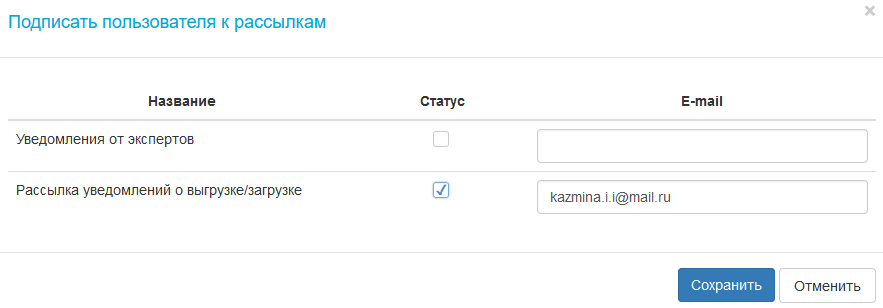 Подписать пользователя к рассылкам
×
Название Статус E-mail
Уведомления от экспертов
Рассылка уведомлений о выгрузке/загрузке kazmina.i.i@mail.ru
Сохранить Отменить